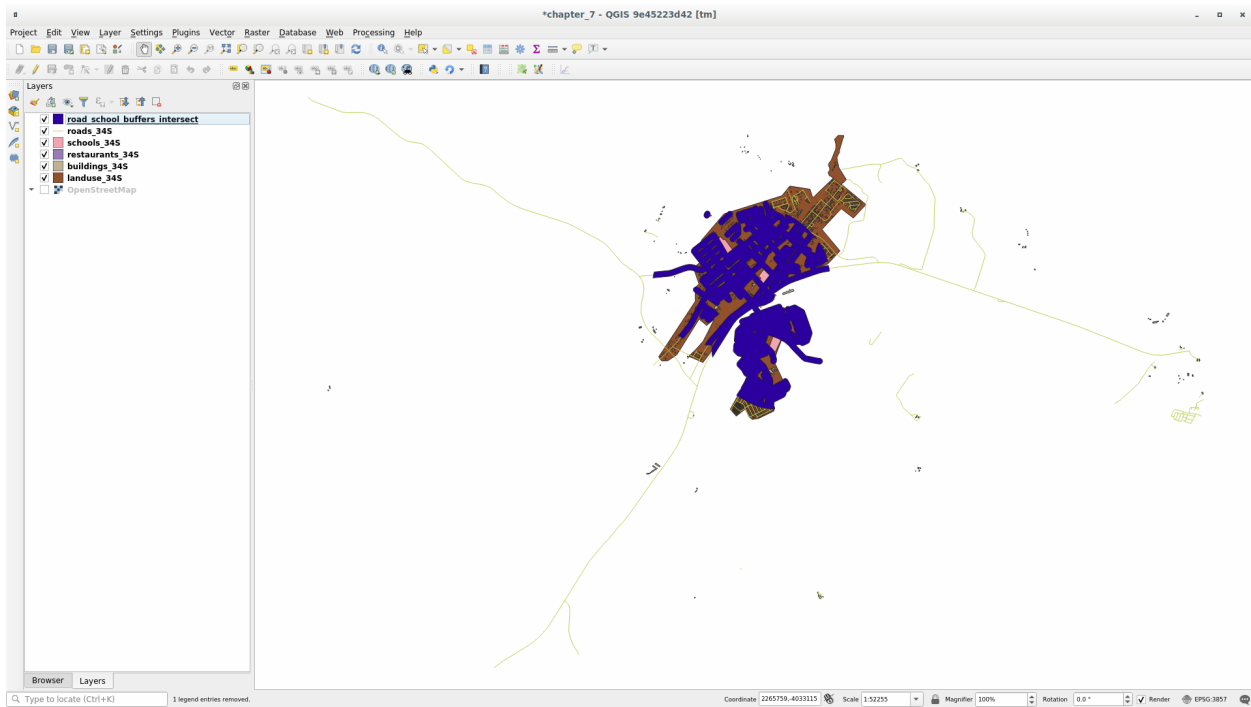 *chapter_7 - QGIS 9e45223d42 [tm]
Project Edit View Layer Settings Plugins Vector Raster Database Web Processing Help
Layers
road_school_buffers_intersect
roads_34S
schools_34S
restaurants_34S
buildings_34S
landuse_34S
OpenStreetMap
Browser Layers
Type to locate (Ctrl+K) 1 legend entries removed. Coordinate 2265759,-4033115 Scale 1:52255 Magnifier 100% Rotation 0.0 ° Render EPSG:3857